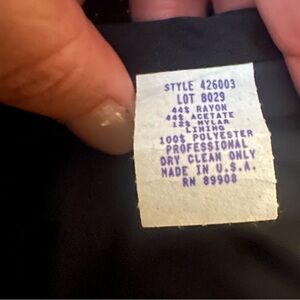 STYLE 426003
LOT 8029
44% RAYON
44% ACETATE
12% MYLAR
LINING
100% POLYESTER
PROFESSIONAL
DRY CLEAN ONLY
MADE IN U.S.A.
RN 89908